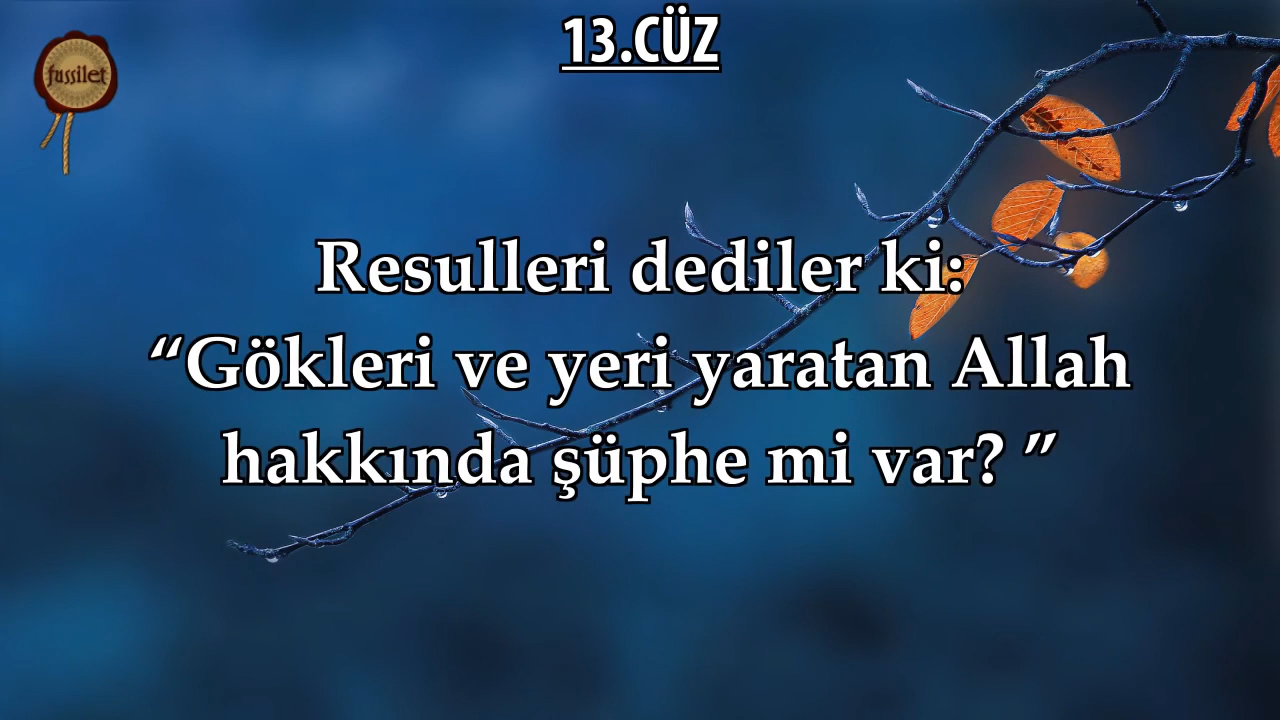 13.CÜZ
fussilet
Resulleri dediler ki:
“Gökleri ve yeri yaratan Allah
hakkında şüphe mi var? ”